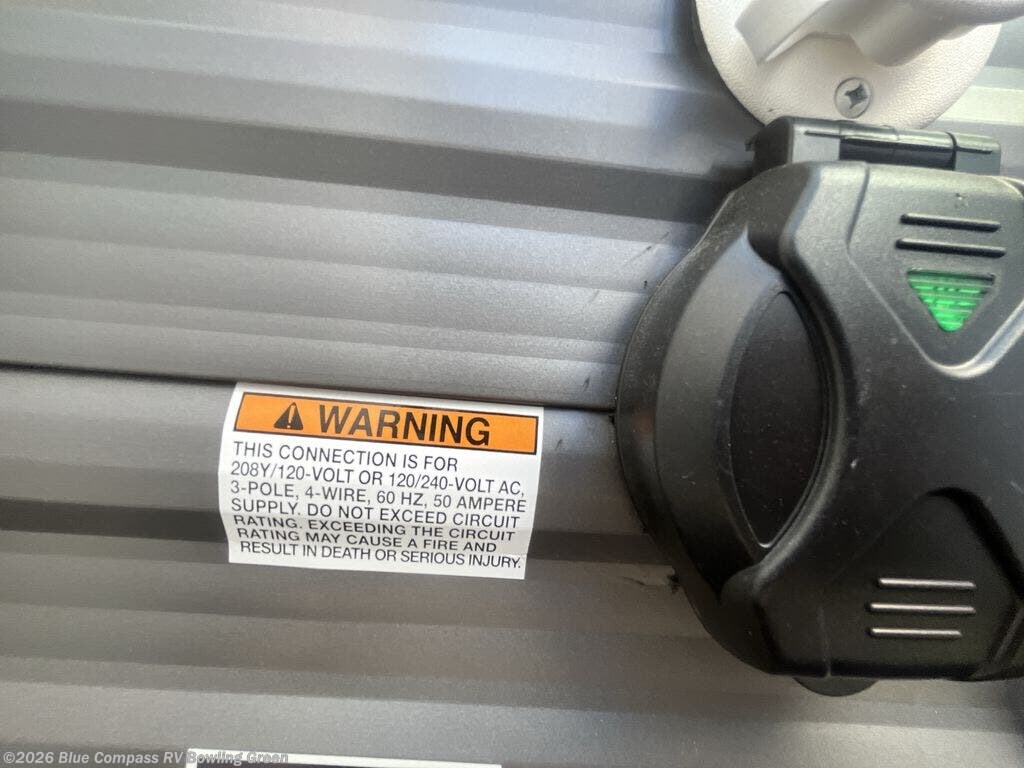 WARNING
THIS CONNECTION IS FOR
208Y/120-VOLT OR 120/240-VOLT AC,
3-POLE, 4-WIRE, 60 HZ, 50 AMPERE
SUPPLY. DO NOT EXCEED CIRCUIT
RATING. EXCEEDING THE CIRCUIT
RATING MAY CAUSE A FIRE AND
RESULT IN DEATH OR SERIOUS INJURY.
©2026 Blue Compass RV Bowling Green